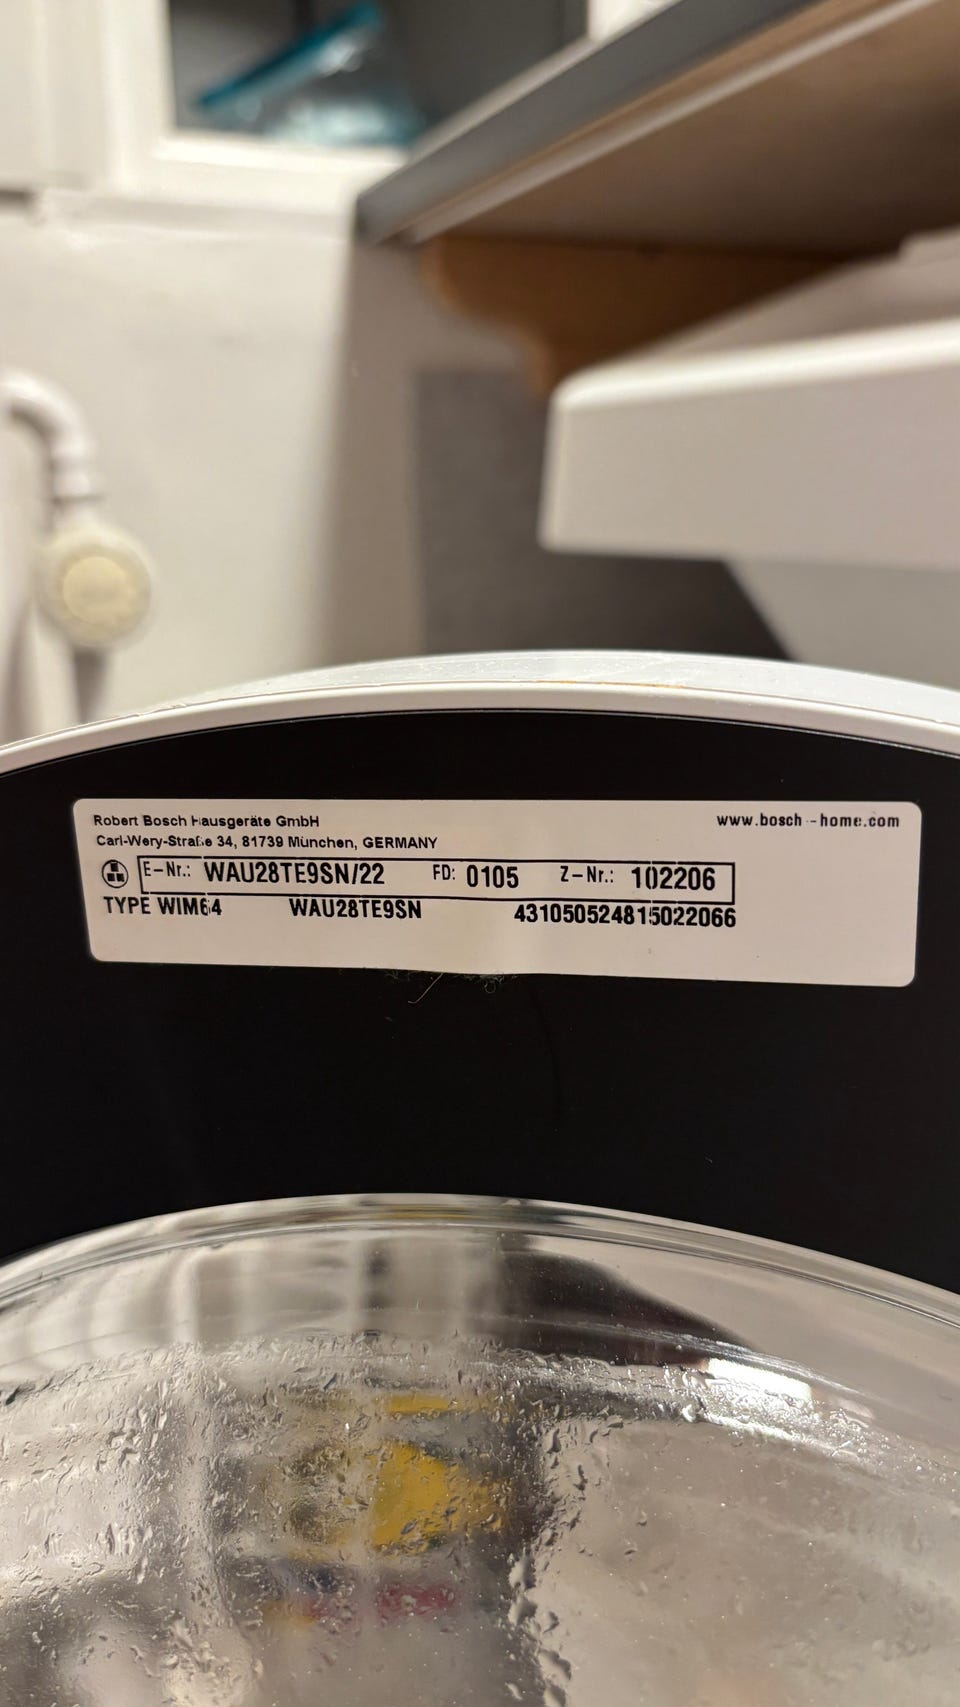 Robert Bosch Hausgeräte GmbH
www.bosch-home.com
Carl-Wery-Straße 34, 81739 München, GERMANY
E-Nr.: WAU28TE9SN/22 FD: 0105 Z-Nr.: 102206
TYPE WIM64 WAU28TE9SN 431050524815022066